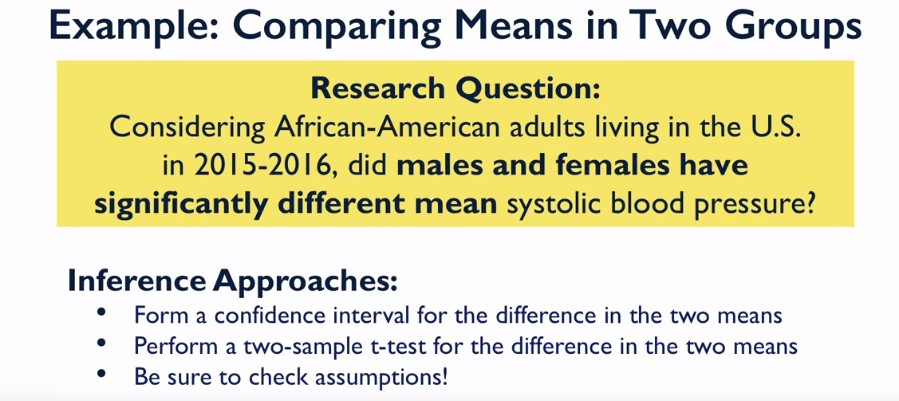 Example: Comparing Means in Two Groups
Research Question:
Considering African-American adults living in the U.S.
in 2015-2016, did males and females have
significantly different mean systolic blood pressure?
Inference Approaches:
• Form a confidence interval for the difference in the two means
• Perform a two-sample t-test for the difference in the two means
• Be sure to check assumptions!